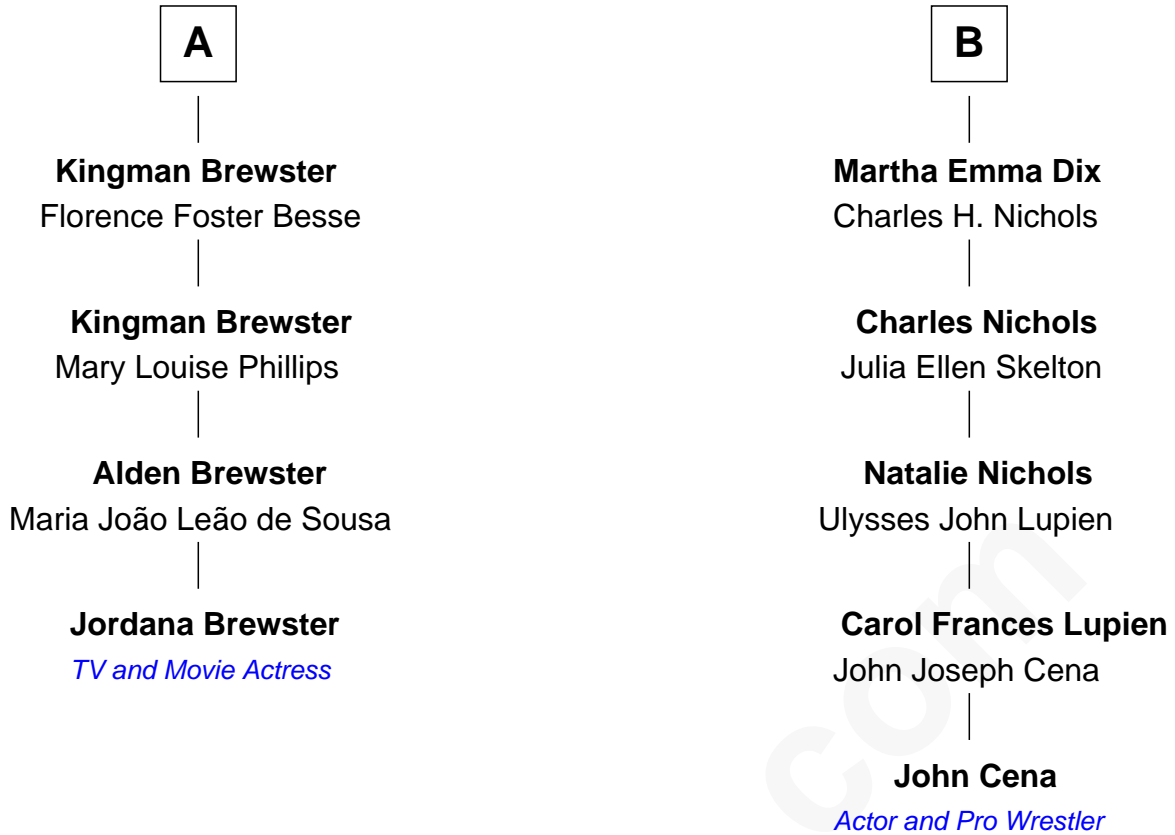 A
Kingman Brewster
Florence Foster Besse
Kingman Brewster
Mary Louise Phillips
Alden Brewster
Maria João Leão de Sousa
Jordana Brewster
TV and Movie Actress
B
Martha Emma Dix
Charles H. Nichols
Charles Nichols
Julia Ellen Skelton
Natalie Nichols
Ulysses John Lupien
Carol Frances Lupien
John Joseph Cena
John Cena
Actor and Pro Wrestler
com